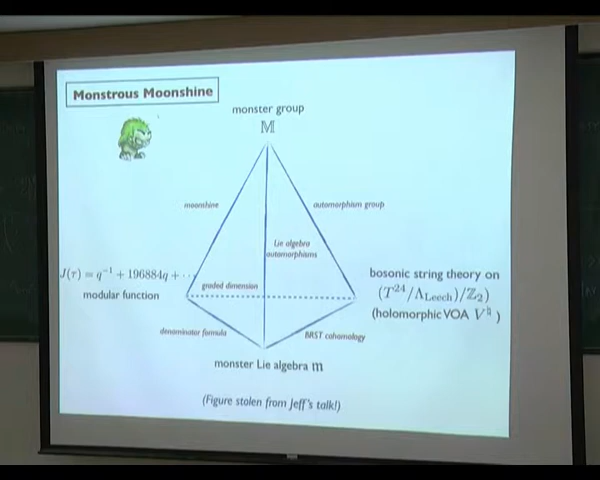 Monstrous Moonshine
monster group
𝕄
moonshine
automorphism group
Lie algebra
automorphisms
J(τ) = q⁻¹ + 196884q + ···
modular function
graded dimension
bosonic string theory on
(T²⁴/Λ_Leech)/ℤ₂)
(holomorphic VOA V♮ )
denominator formula
BRST cohomology
monster Lie algebra 𝔪
(Figure stolen from Jeff's talk!)